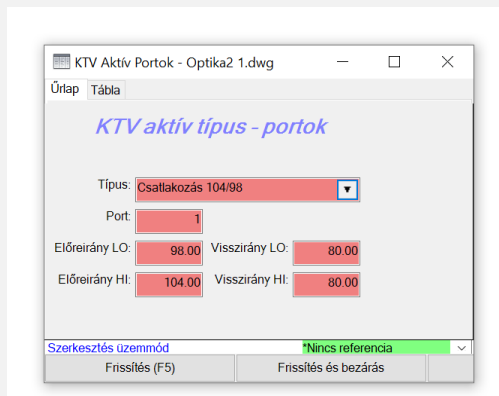 KTV Aktív Portok - Optika2 1.dwg
Űrlap Tábla
KTV aktív típus - portok
Típus: Csatlakozás 104/98
Port: 1
Előreirány LO: 98.00 Visszirány LO: 80.00
Előreirány HI: 104.00 Visszirány HI: 80.00
Szerkesztés üzemmód *Nincs referencia
Frissítés (F5) Frissítés és bezárás